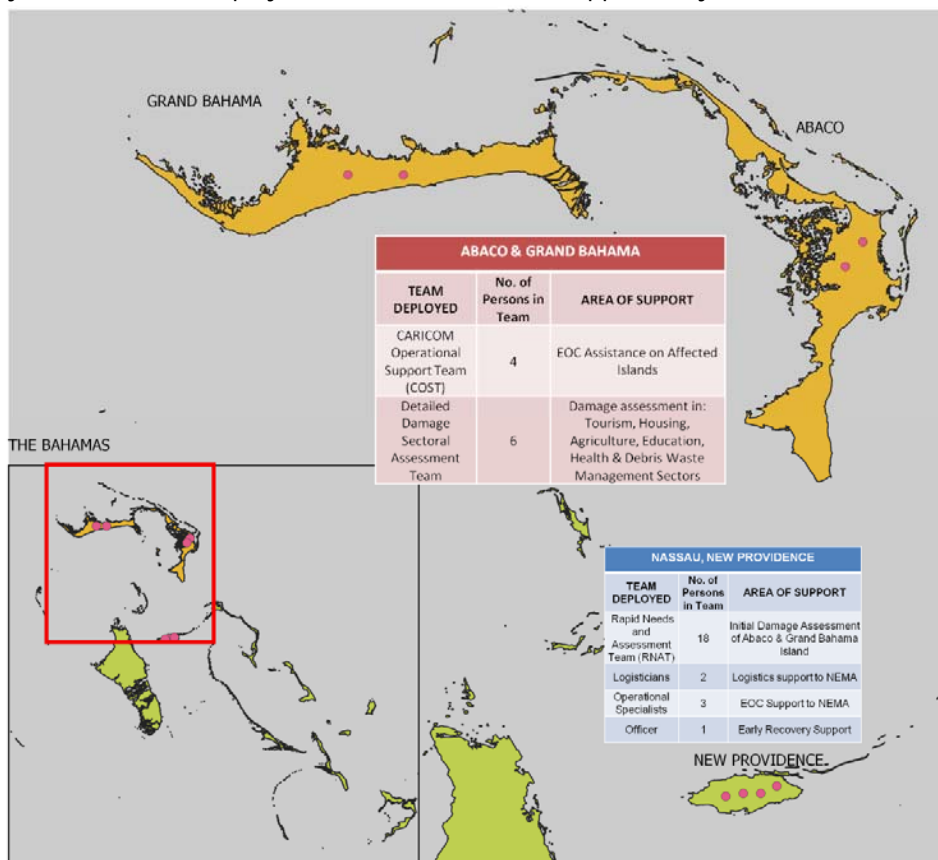 GRAND BAHAMA
ABACO
ABACO & GRAND BAHAMA
TEAM
DEPLOYED
No. of
Persons in
Team
AREA OF SUPPORT
CARICOM
Operational
Support Team
(COST)
4
EOC Assistance on Affected
Islands
Detailed
Damage
Sectoral
Assessment
Team
6
Damage assessment in:
Tourism, Housing,
Agriculture, Education,
Health & Debris Waste
Management Sectors
THE BAHAMAS
NASSAU, NEW PROVIDENCE
TEAM
DEPLOYED
No. of
Persons
in Team
AREA OF SUPPORT
Rapid Needs
and
Assessment
Team (RNAT)
18
Initial Damage Assessment
of Abaco & Grand Bahama
Island
Logisticians
2
Logistics support to NEMA
Operational
Specialists
3
EOC Support to NEMA
Officer
1
Early Recovery Support
NEW PROVIDENCE